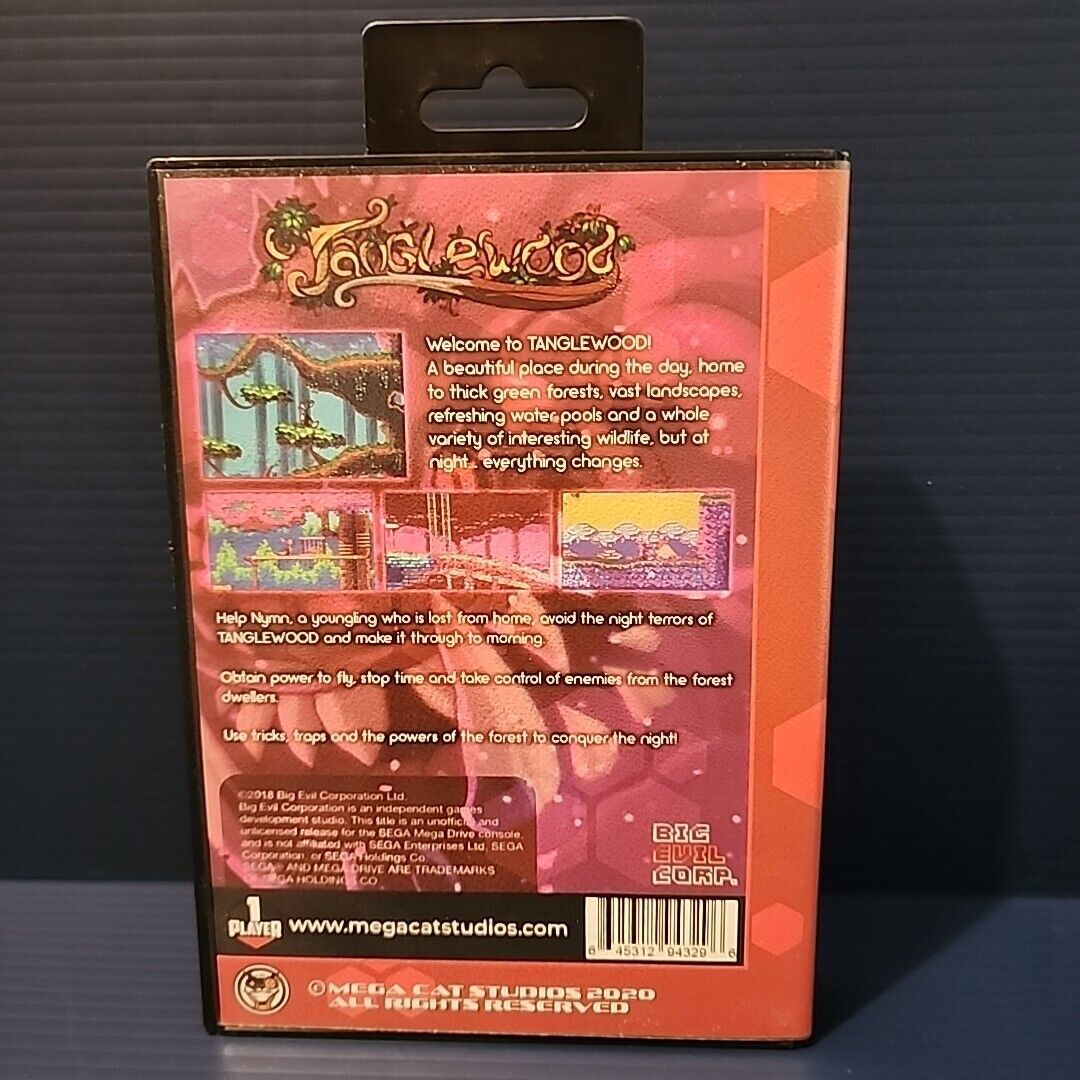 Tanglewood
Welcome to TANGLEWOOD!
A beautiful place during the day, home
to thick green forests, vast landscapes,
refreshing water pools and a whole
variety of interesting wildlife, but at
night... everything changes.
Help Nymn, a youngling who is lost from home, avoid the night terrors of
TANGLEWOOD and make it through to morning.
Obtain power to fly, stop time and take control of enemies from the forest
dwellers.
Use tricks, traps and the powers of the forest to conquer the night!
©2018 Big Evil Corporation Ltd.
Big Evil Corporation is an independent games
development studio. This title is an unofficial and
unlicensed release for the SEGA Mega Drive console,
and is not affiliated with SEGA Enterprises Ltd, SEGA
Corporation, or SEGA Holdings Co
SEGA® AND MEGA DRIVE ARE TRADEMARKS
OF SEGA HOLDINGS CO
BIG
EVIL
CORP.
1
PLAYER
www.megacatstudios.com
6 45312 94329 6
©MEGA CAT STUDIOS 2020
ALL RIGHTS RESERVED